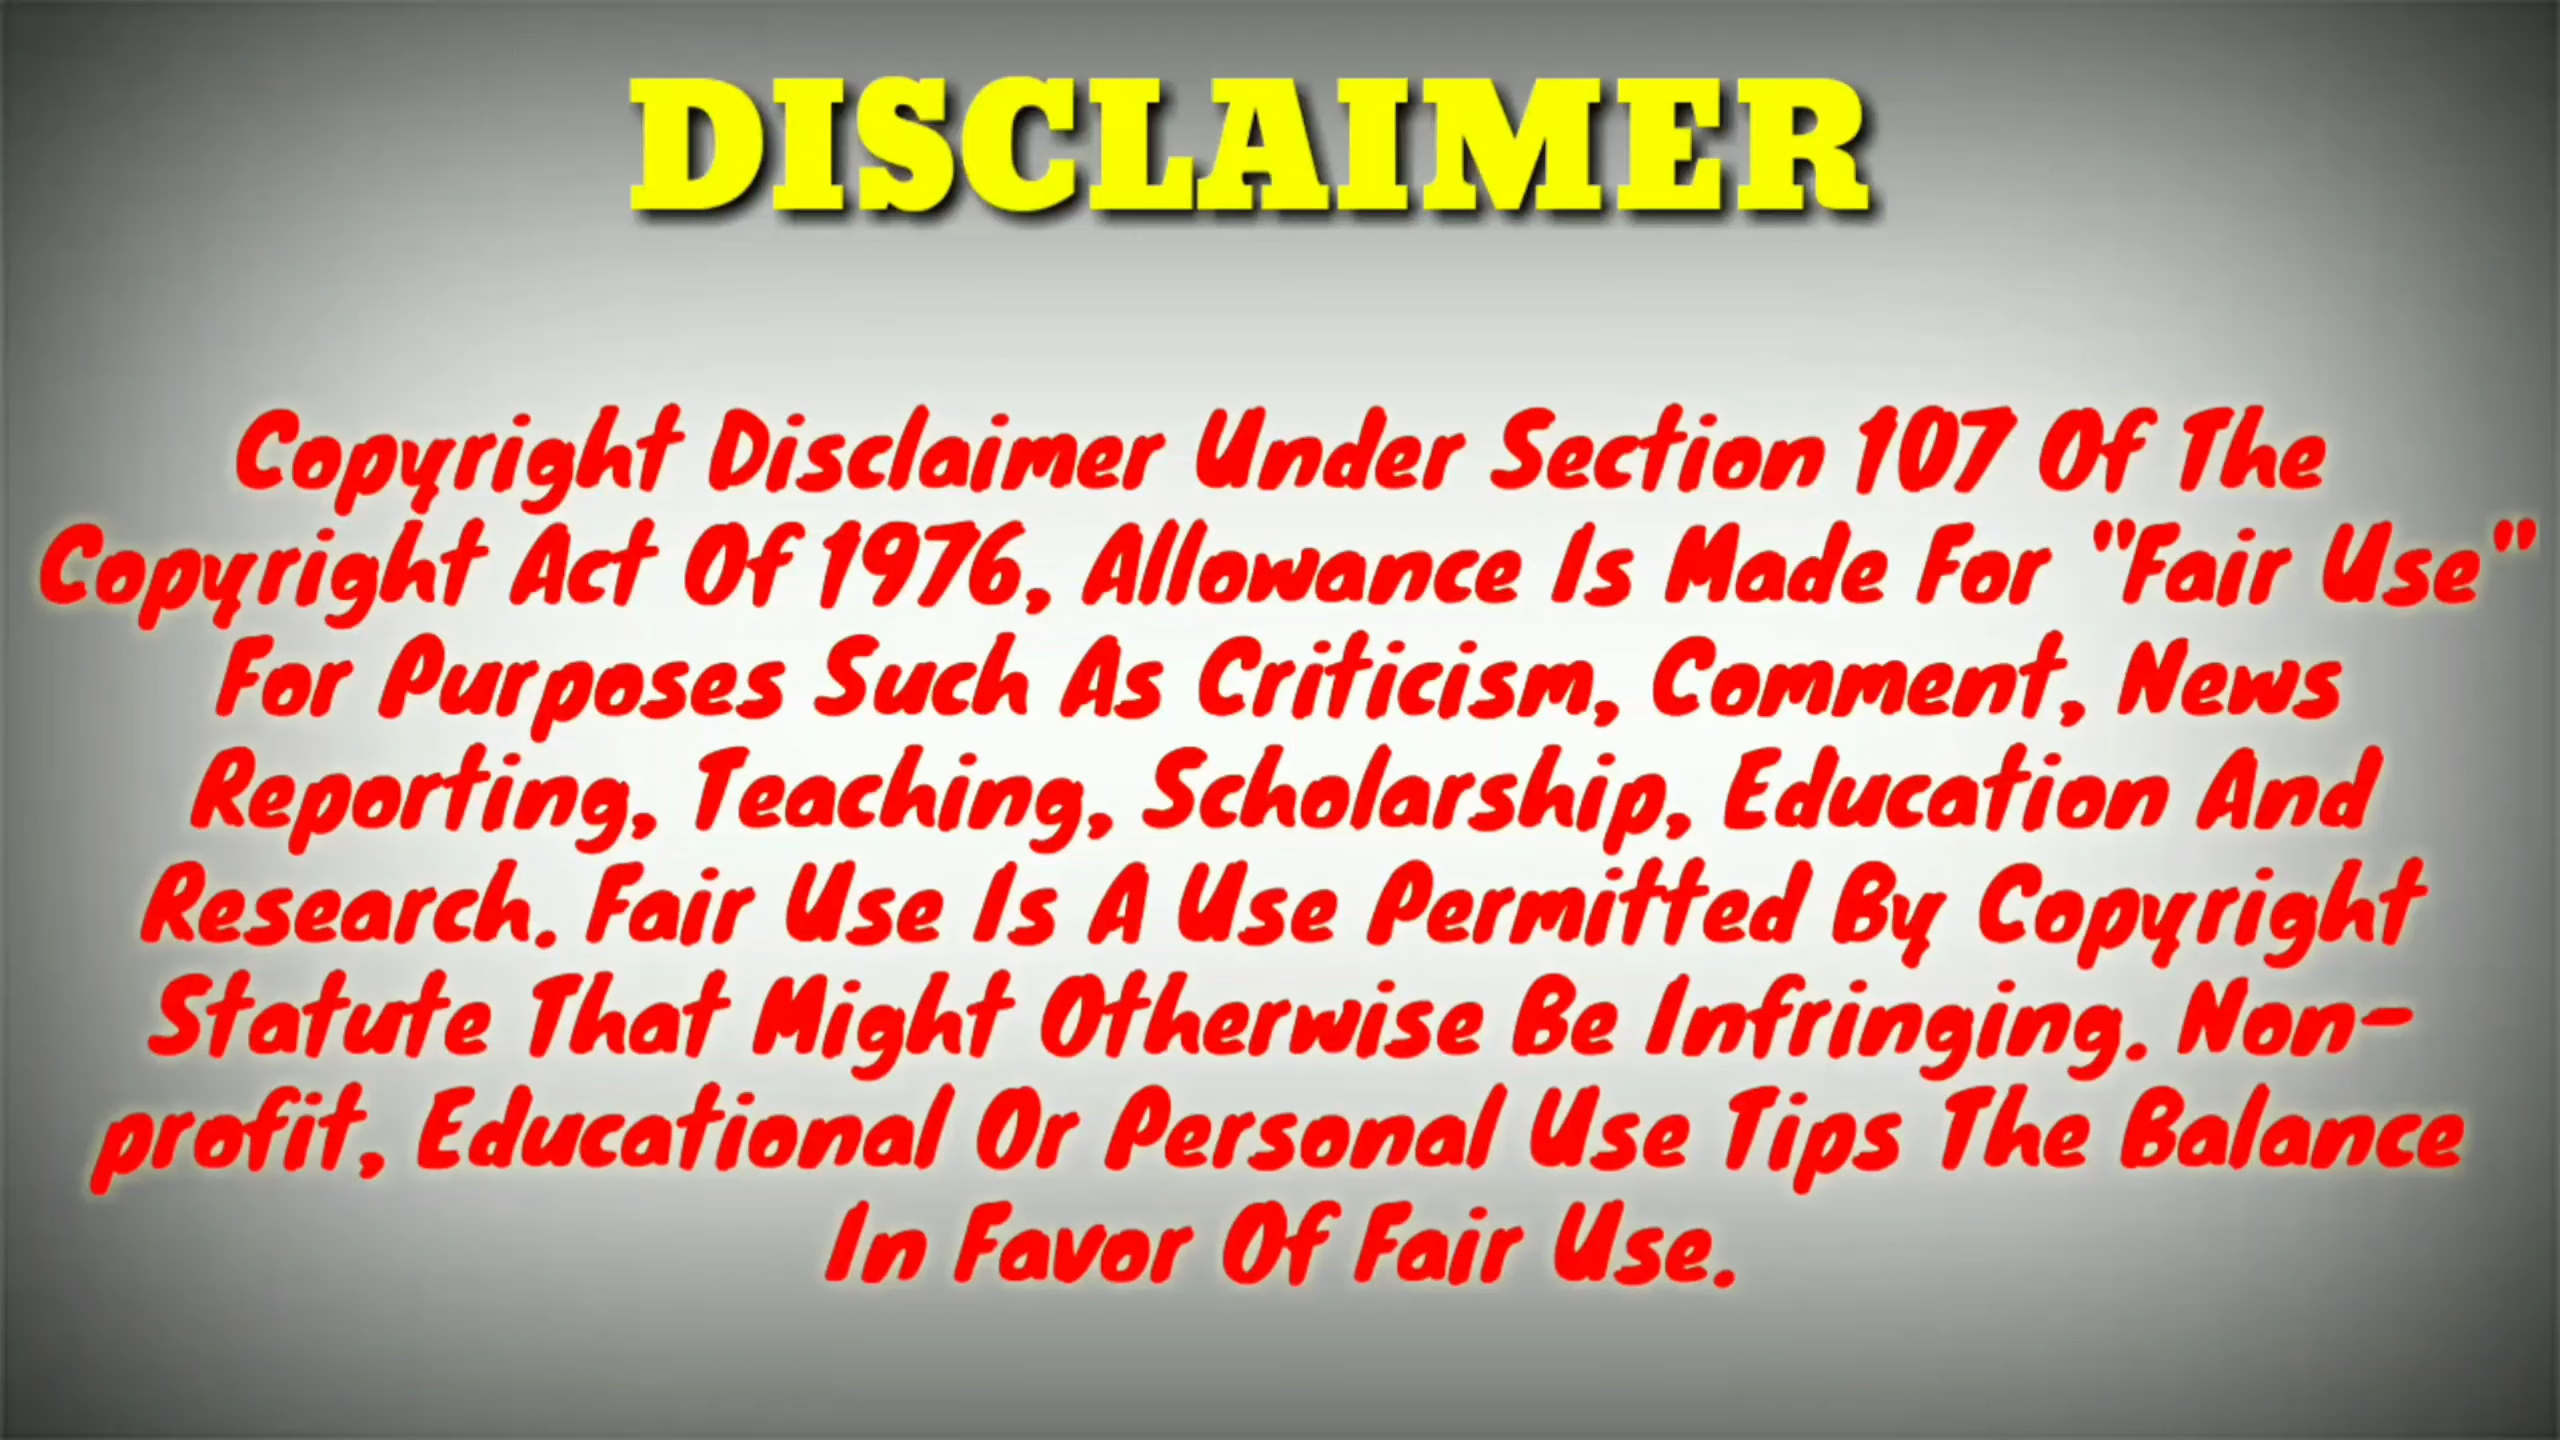 DISCLAIMER
Copyright Disclaimer Under Section 107 Of The
Copyright Act Of 1976, Allowance Is Made For "Fair Use"
For Purposes Such As Criticism, Comment, News
Reporting, Teaching, Scholarship, Education And
Research. Fair Use Is A Use Permitted By Copyright
Statute That Might Otherwise Be Infringing. Non-
profit, Educational Or Personal Use Tips The Balance
In Favor Of Fair Use.